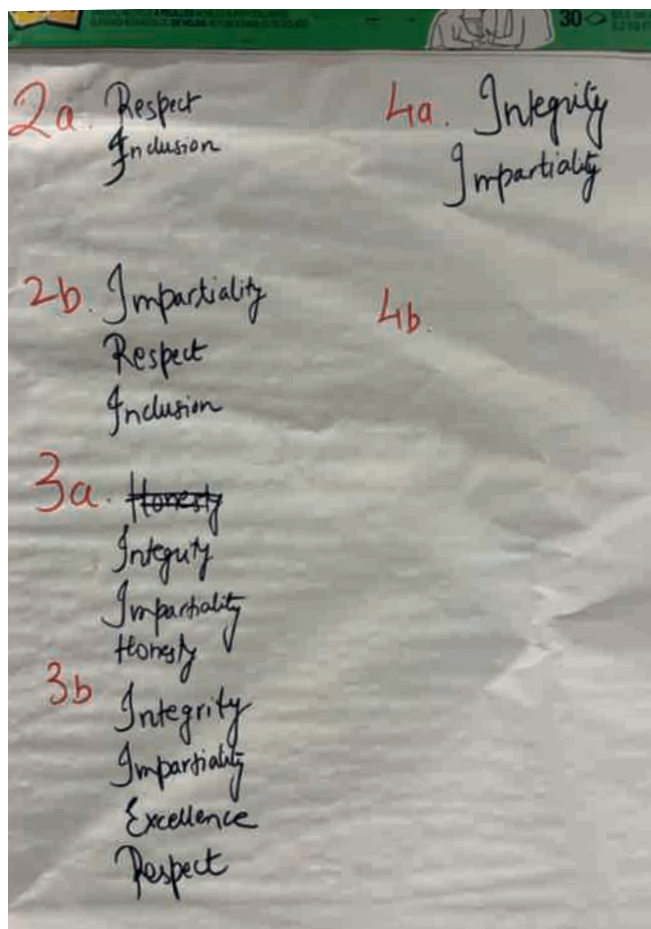 2a. Respect
Inclusion
2b. Impartiality
Respect
Inclusion
3a. Honesty
Integrity
Impartiality
Honesty
3b Integrity
Impartiality
Excellence
Respect
30
4a. Integrity
Impartiality
4b.